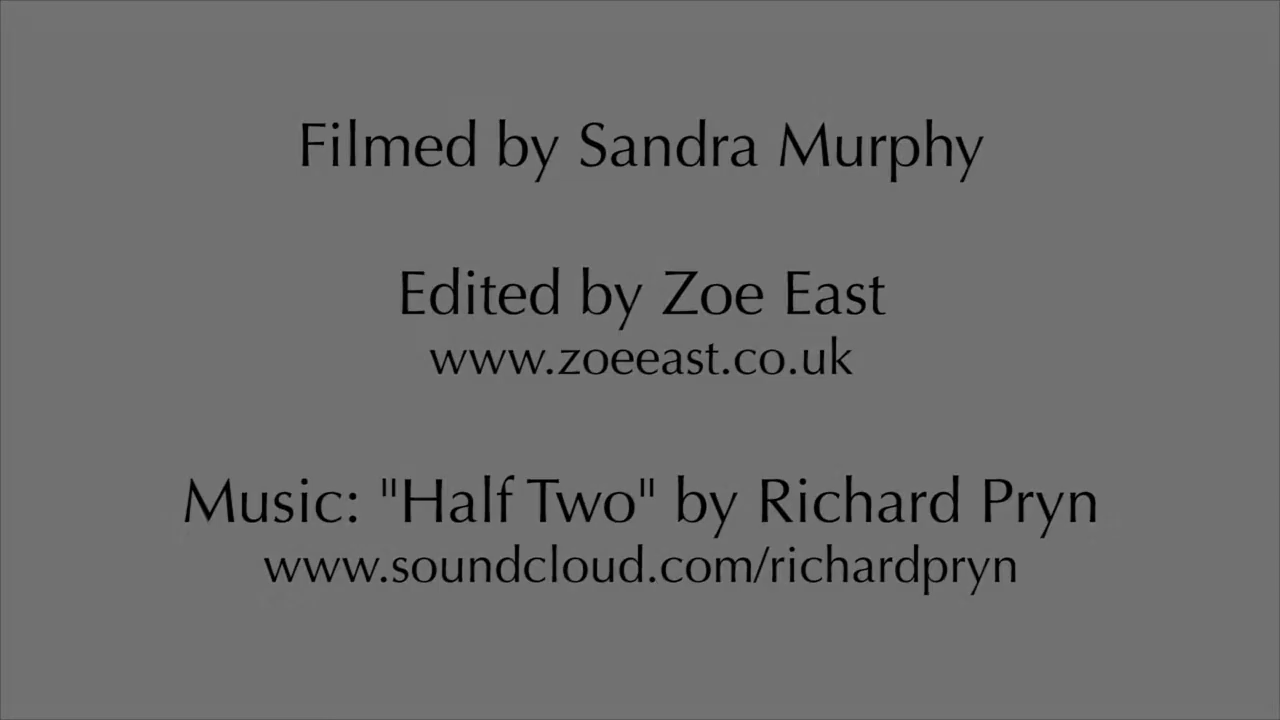 Filmed by Sandra Murphy
Edited by Zoe East
www.zoeeast.co.uk
Music: "Half Two" by Richard Pryn
www.soundcloud.com/richardpryn